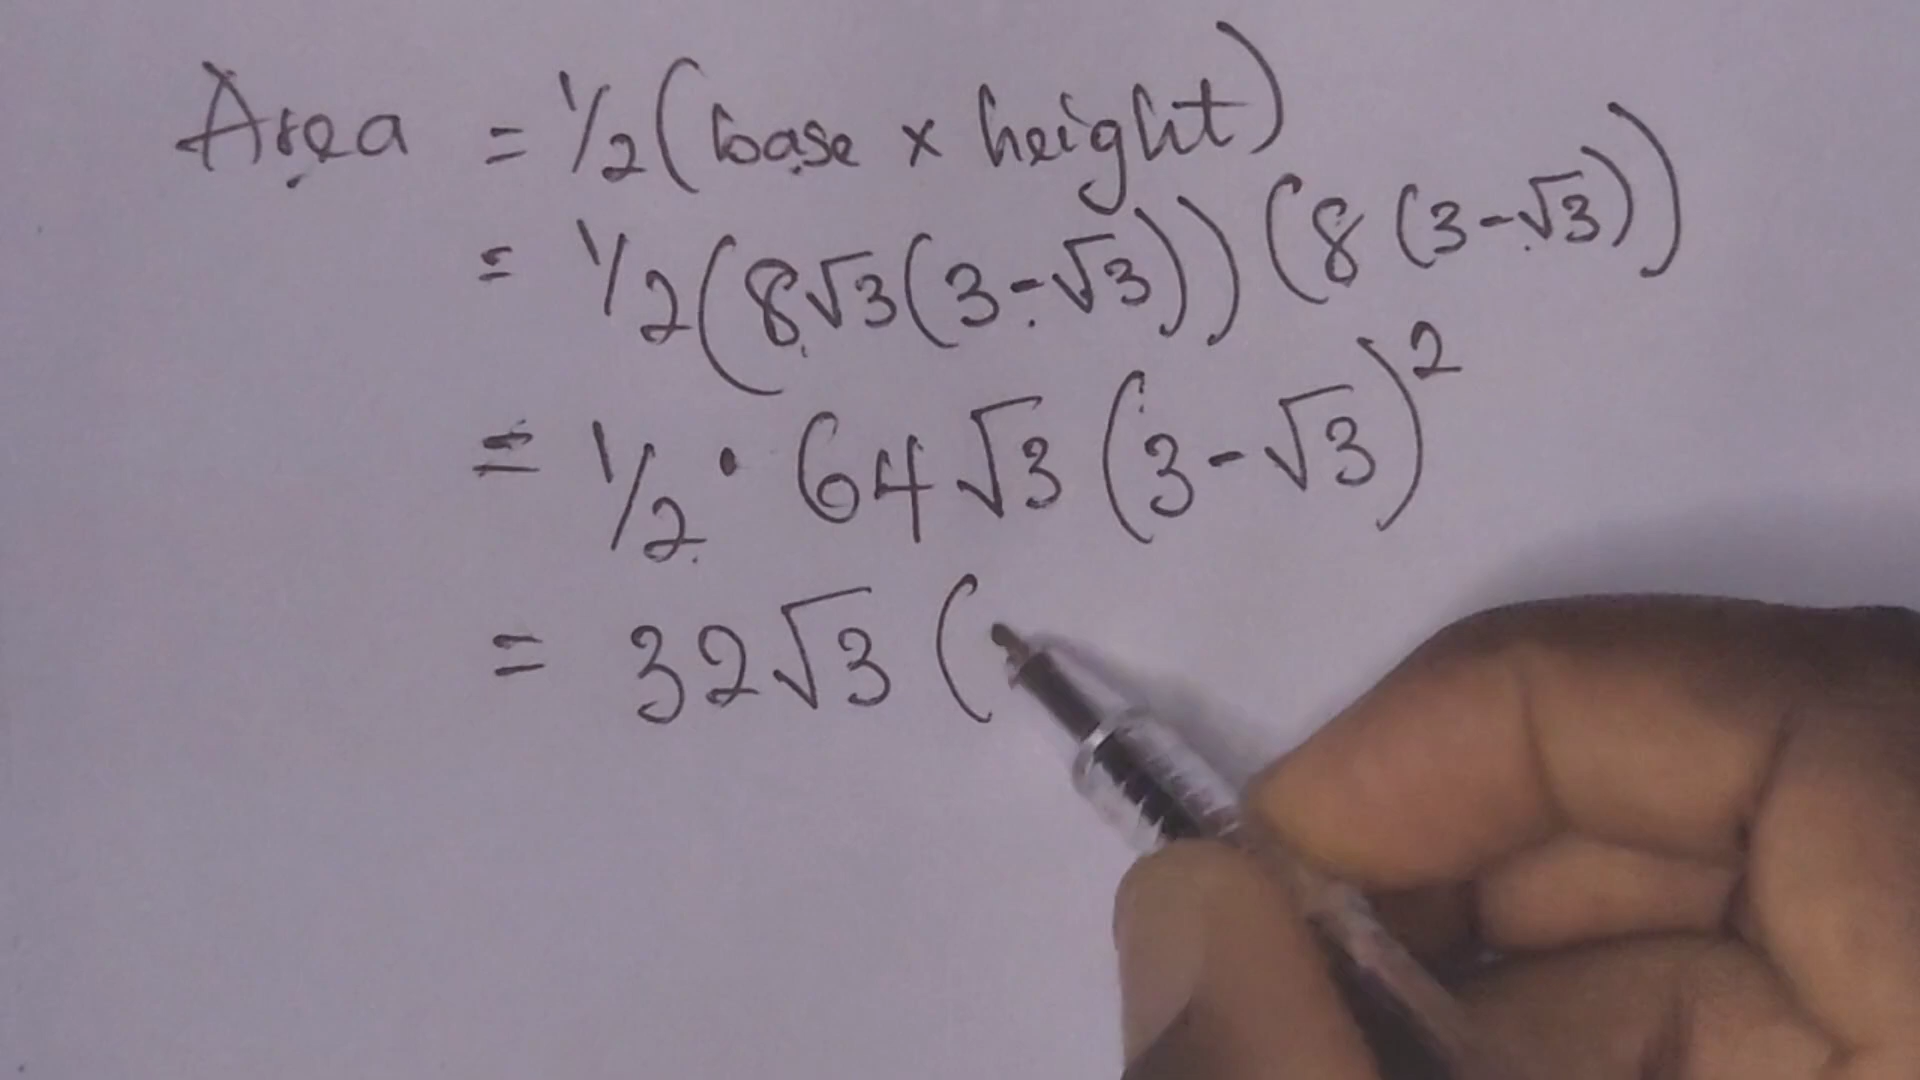 Area = 1/2 (base × height)
= 1/2 (8√3(3-√3)) (8(3-√3))
= 1/2 · 64√3 (3-√3)²
= 32√3 (